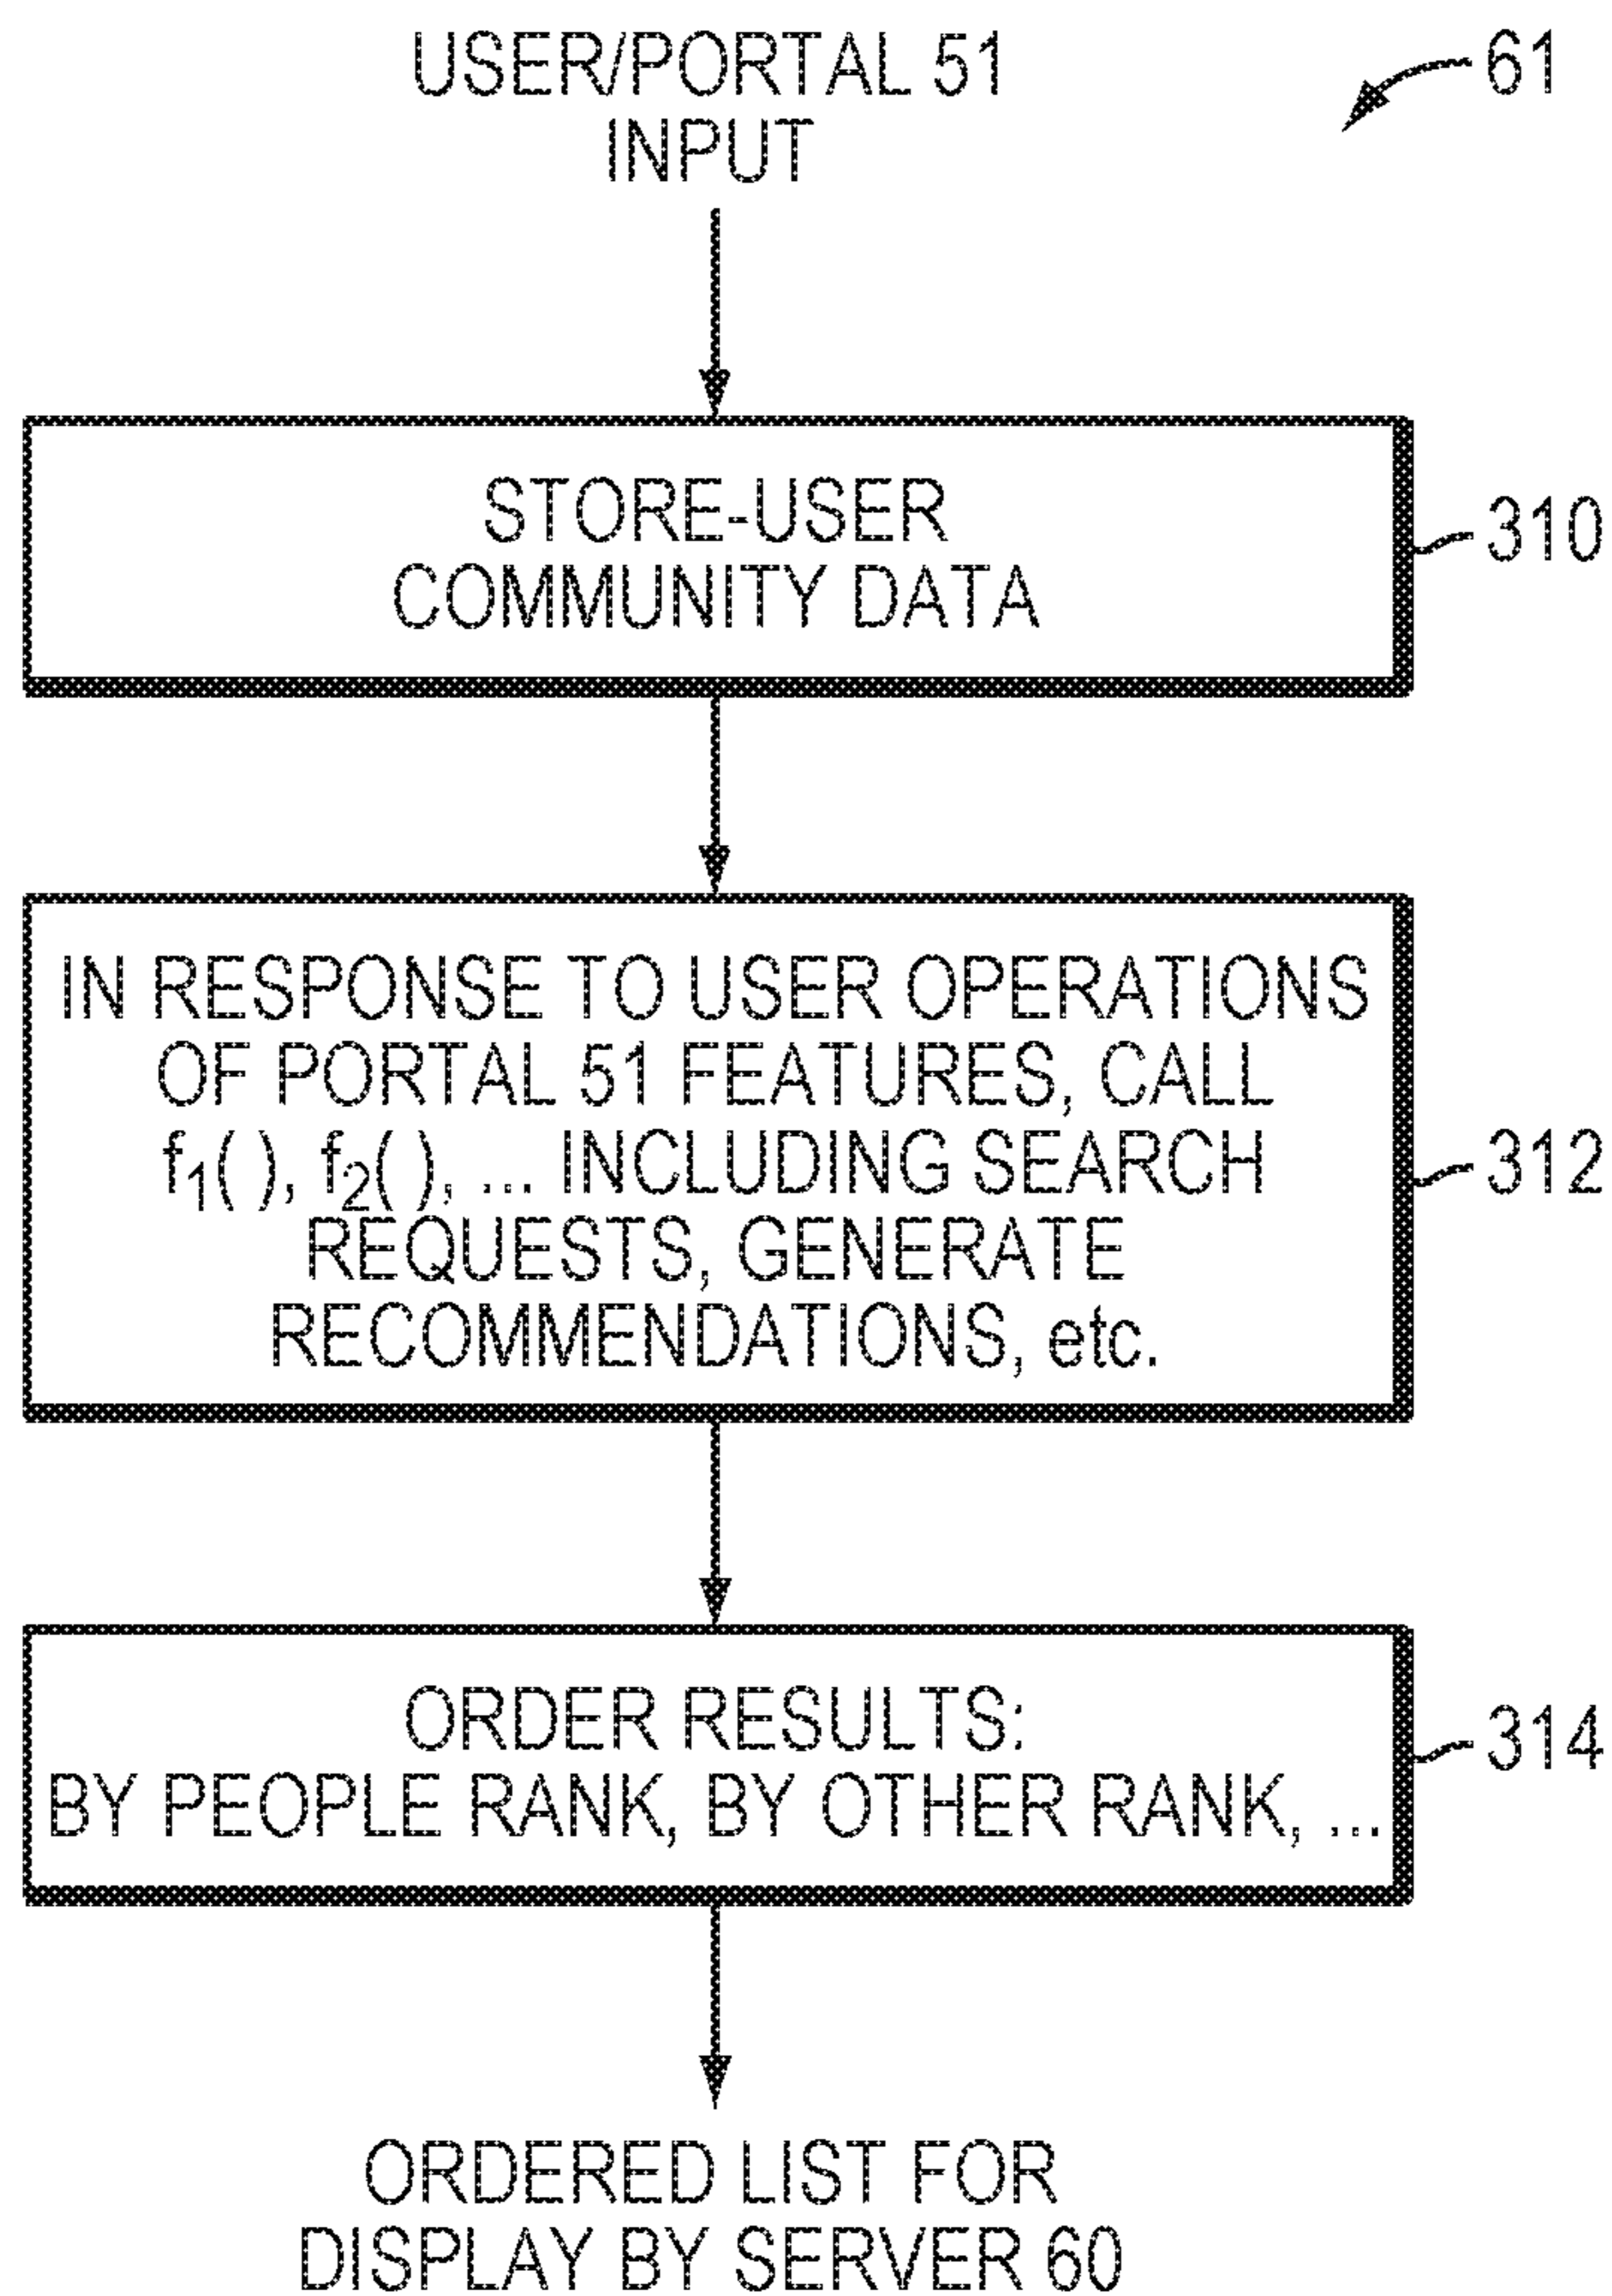 USER/PORTAL 51
INPUT
61
STORE-USER
COMMUNITY DATA
310
IN RESPONSE TO USER OPERATIONS
OF PORTAL 51 FEATURES, CALL
f₁( ), f₂( ), ... INCLUDING SEARCH
REQUESTS, GENERATE
RECOMMENDATIONS, etc.
312
ORDER RESULTS:
BY PEOPLE RANK, BY OTHER RANK, ...
314
ORDERED LIST FOR
DISPLAY BY SERVER 60